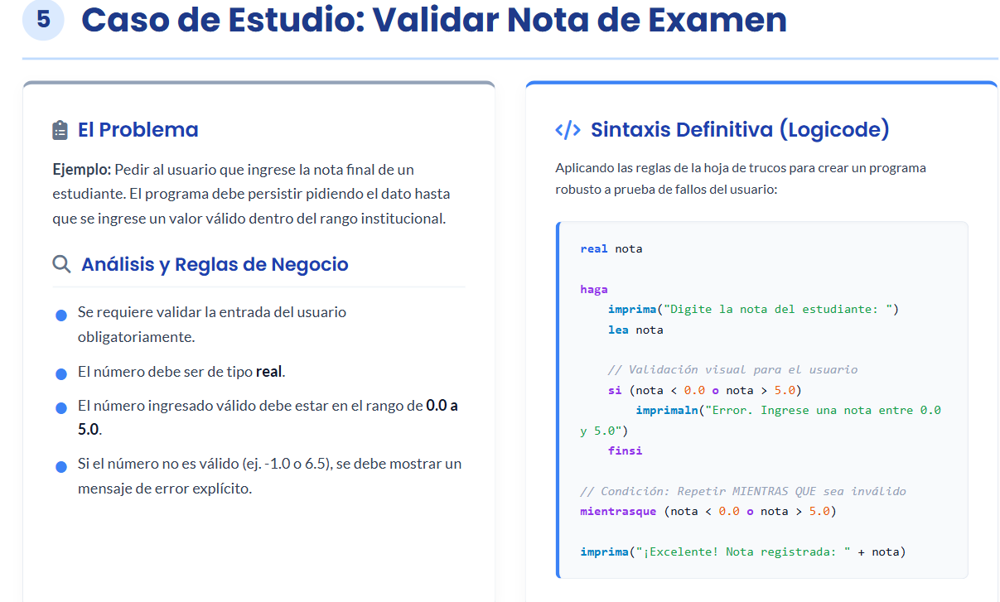 5 Caso de Estudio: Validar Nota de Examen
El Problema
Ejemplo: Pedir al usuario que ingrese la nota final de un
estudiante. El programa debe persistir pidiendo el dato hasta
que se ingrese un valor válido dentro del rango institucional.
Análisis y Reglas de Negocio
Se requiere validar la entrada del usuario
obligatoriamente.
El número debe ser de tipo real.
El número ingresado válido debe estar en el rango de 0.0 a
5.0.
Si el número no es válido (ej. -1.0 o 6.5), se debe mostrar un
mensaje de error explícito.
</> Sintaxis Definitiva (Logicode)
Aplicando las reglas de la hoja de trucos para crear un programa
robusto a prueba de fallos del usuario:
real nota
haga
imprima("Digite la nota del estudiante: ")
lea nota
// Validación visual para el usuario
si (nota < 0.0 o nota > 5.0)
imprimaln("Error. Ingrese una nota entre 0.0
y 5.0")
finsi
// Condición: Repetir MIENTRAS QUE sea inválido
mientrasque (nota < 0.0 o nota > 5.0)
imprima("¡Excelente! Nota registrada: " + nota)